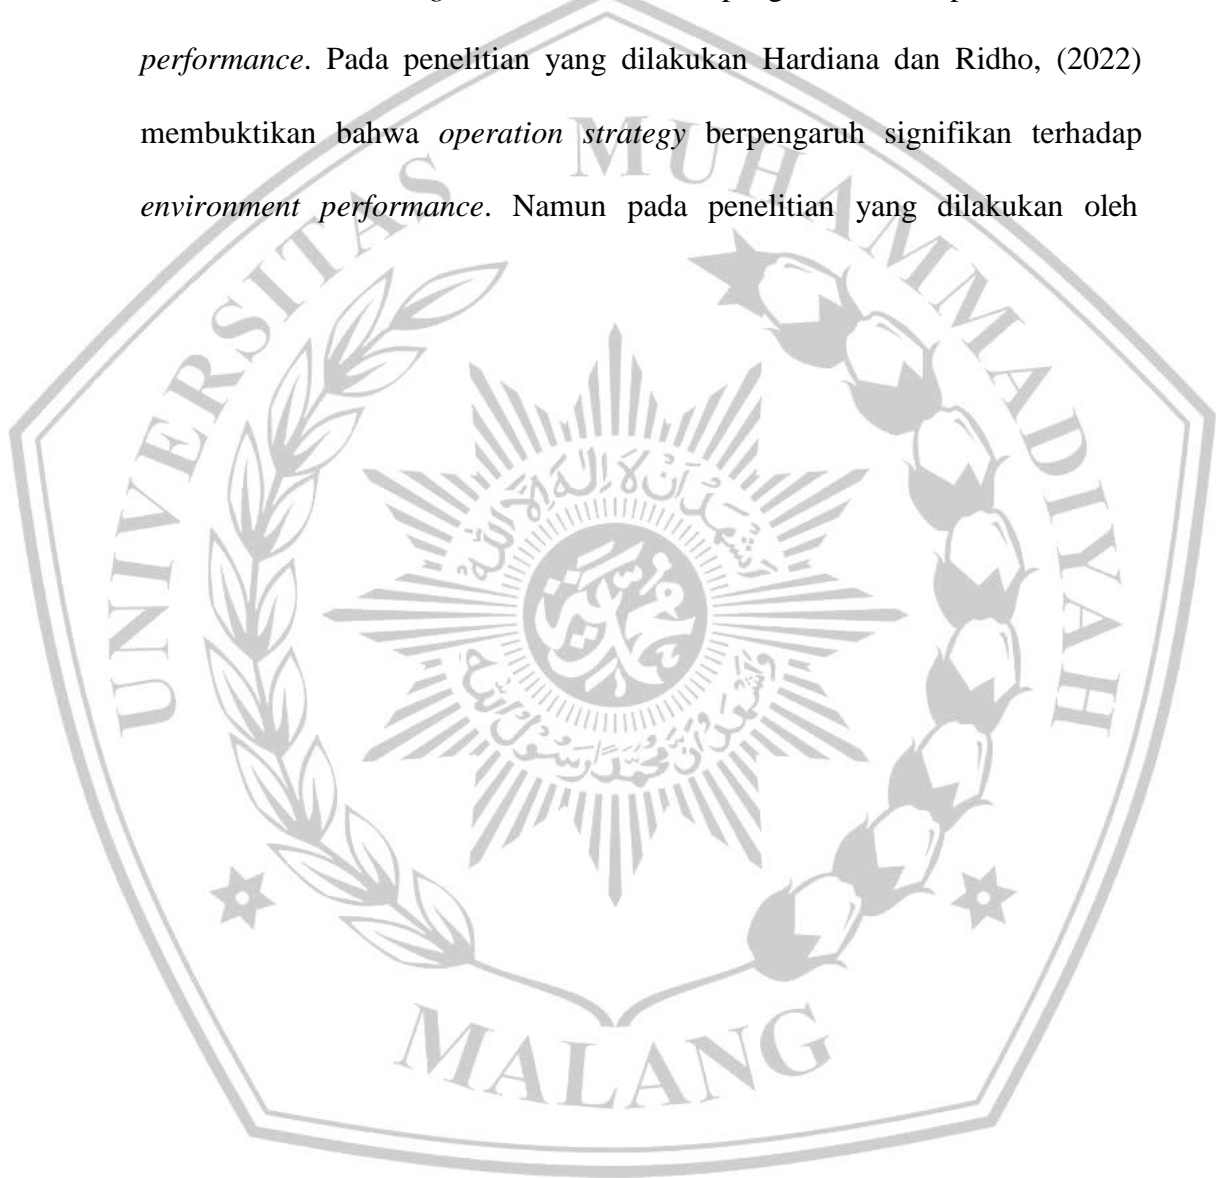 performance. Pada penelitian yang dilakukan Hardiana dan Ridho, (2022)
membuktikan bahwa operation strategy berpengaruh signifikan terhadap
environment performance. Namun pada penelitian yang dilakukan oleh
UNIVERSITAS MUHAMMADIYAH
MALANG